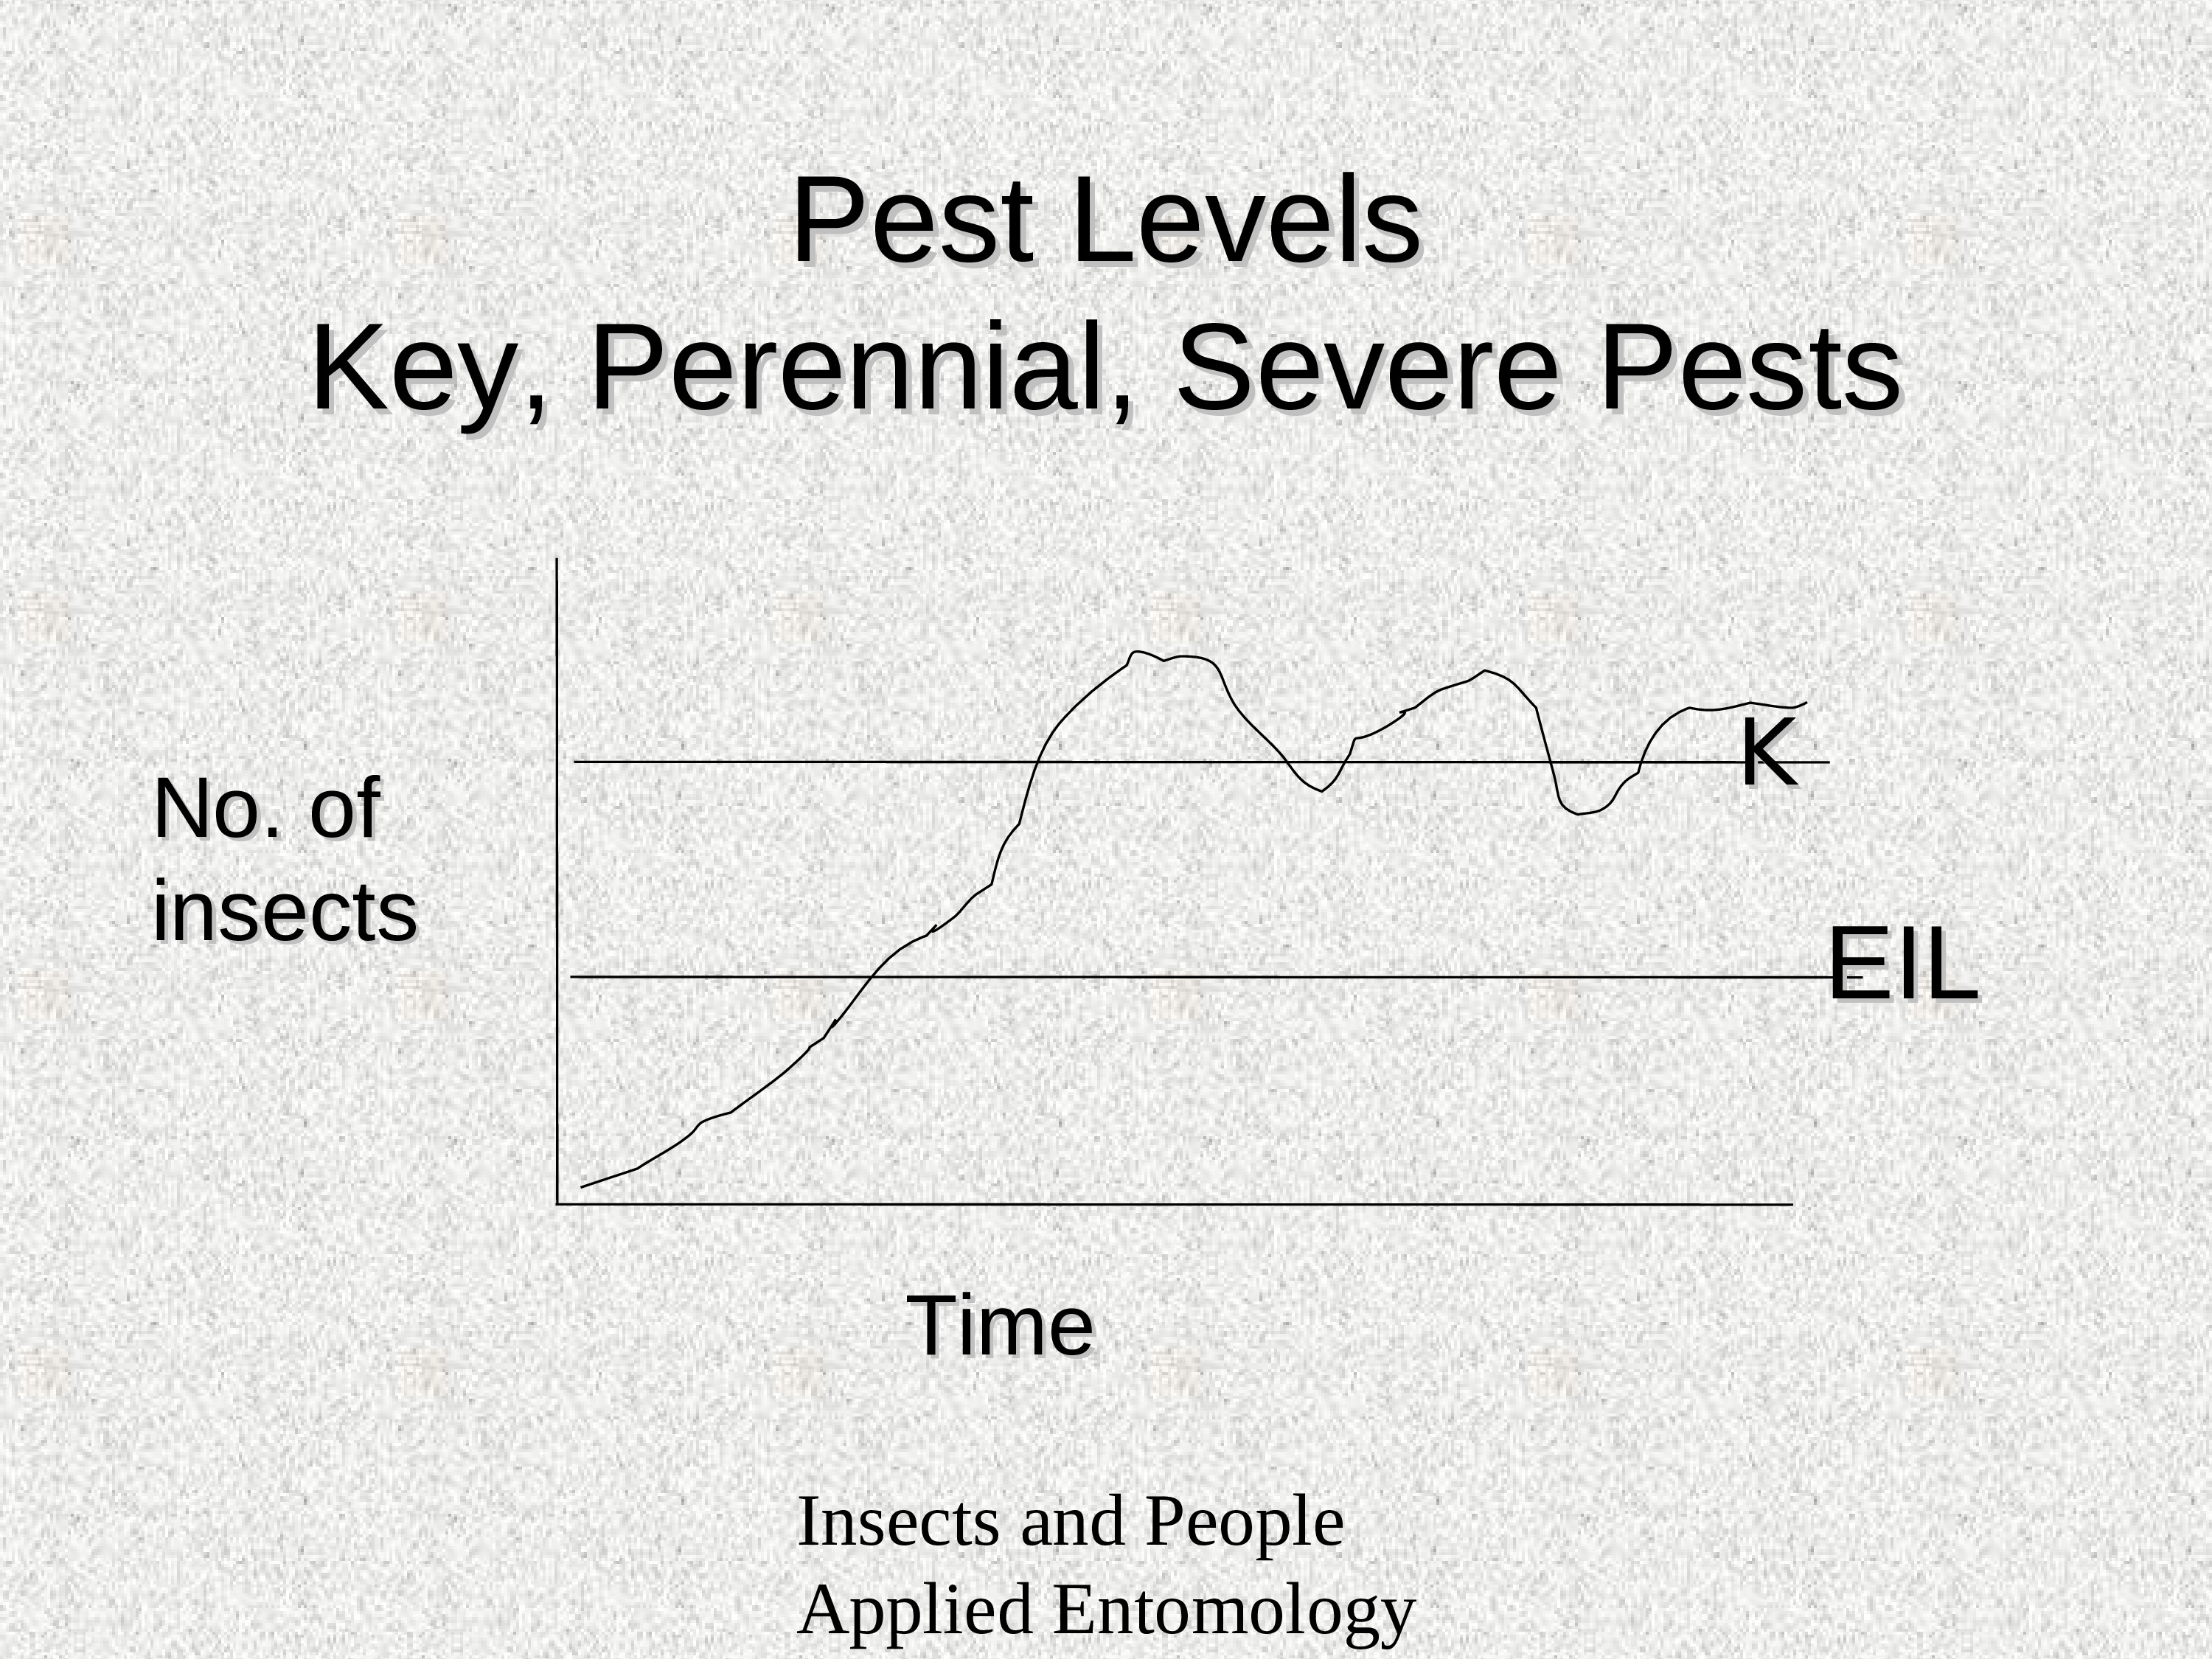 Pest Levels
Key, Perennial, Severe Pests
K
No. of
insects
EIL
Time
Insects and People
Applied Entomology